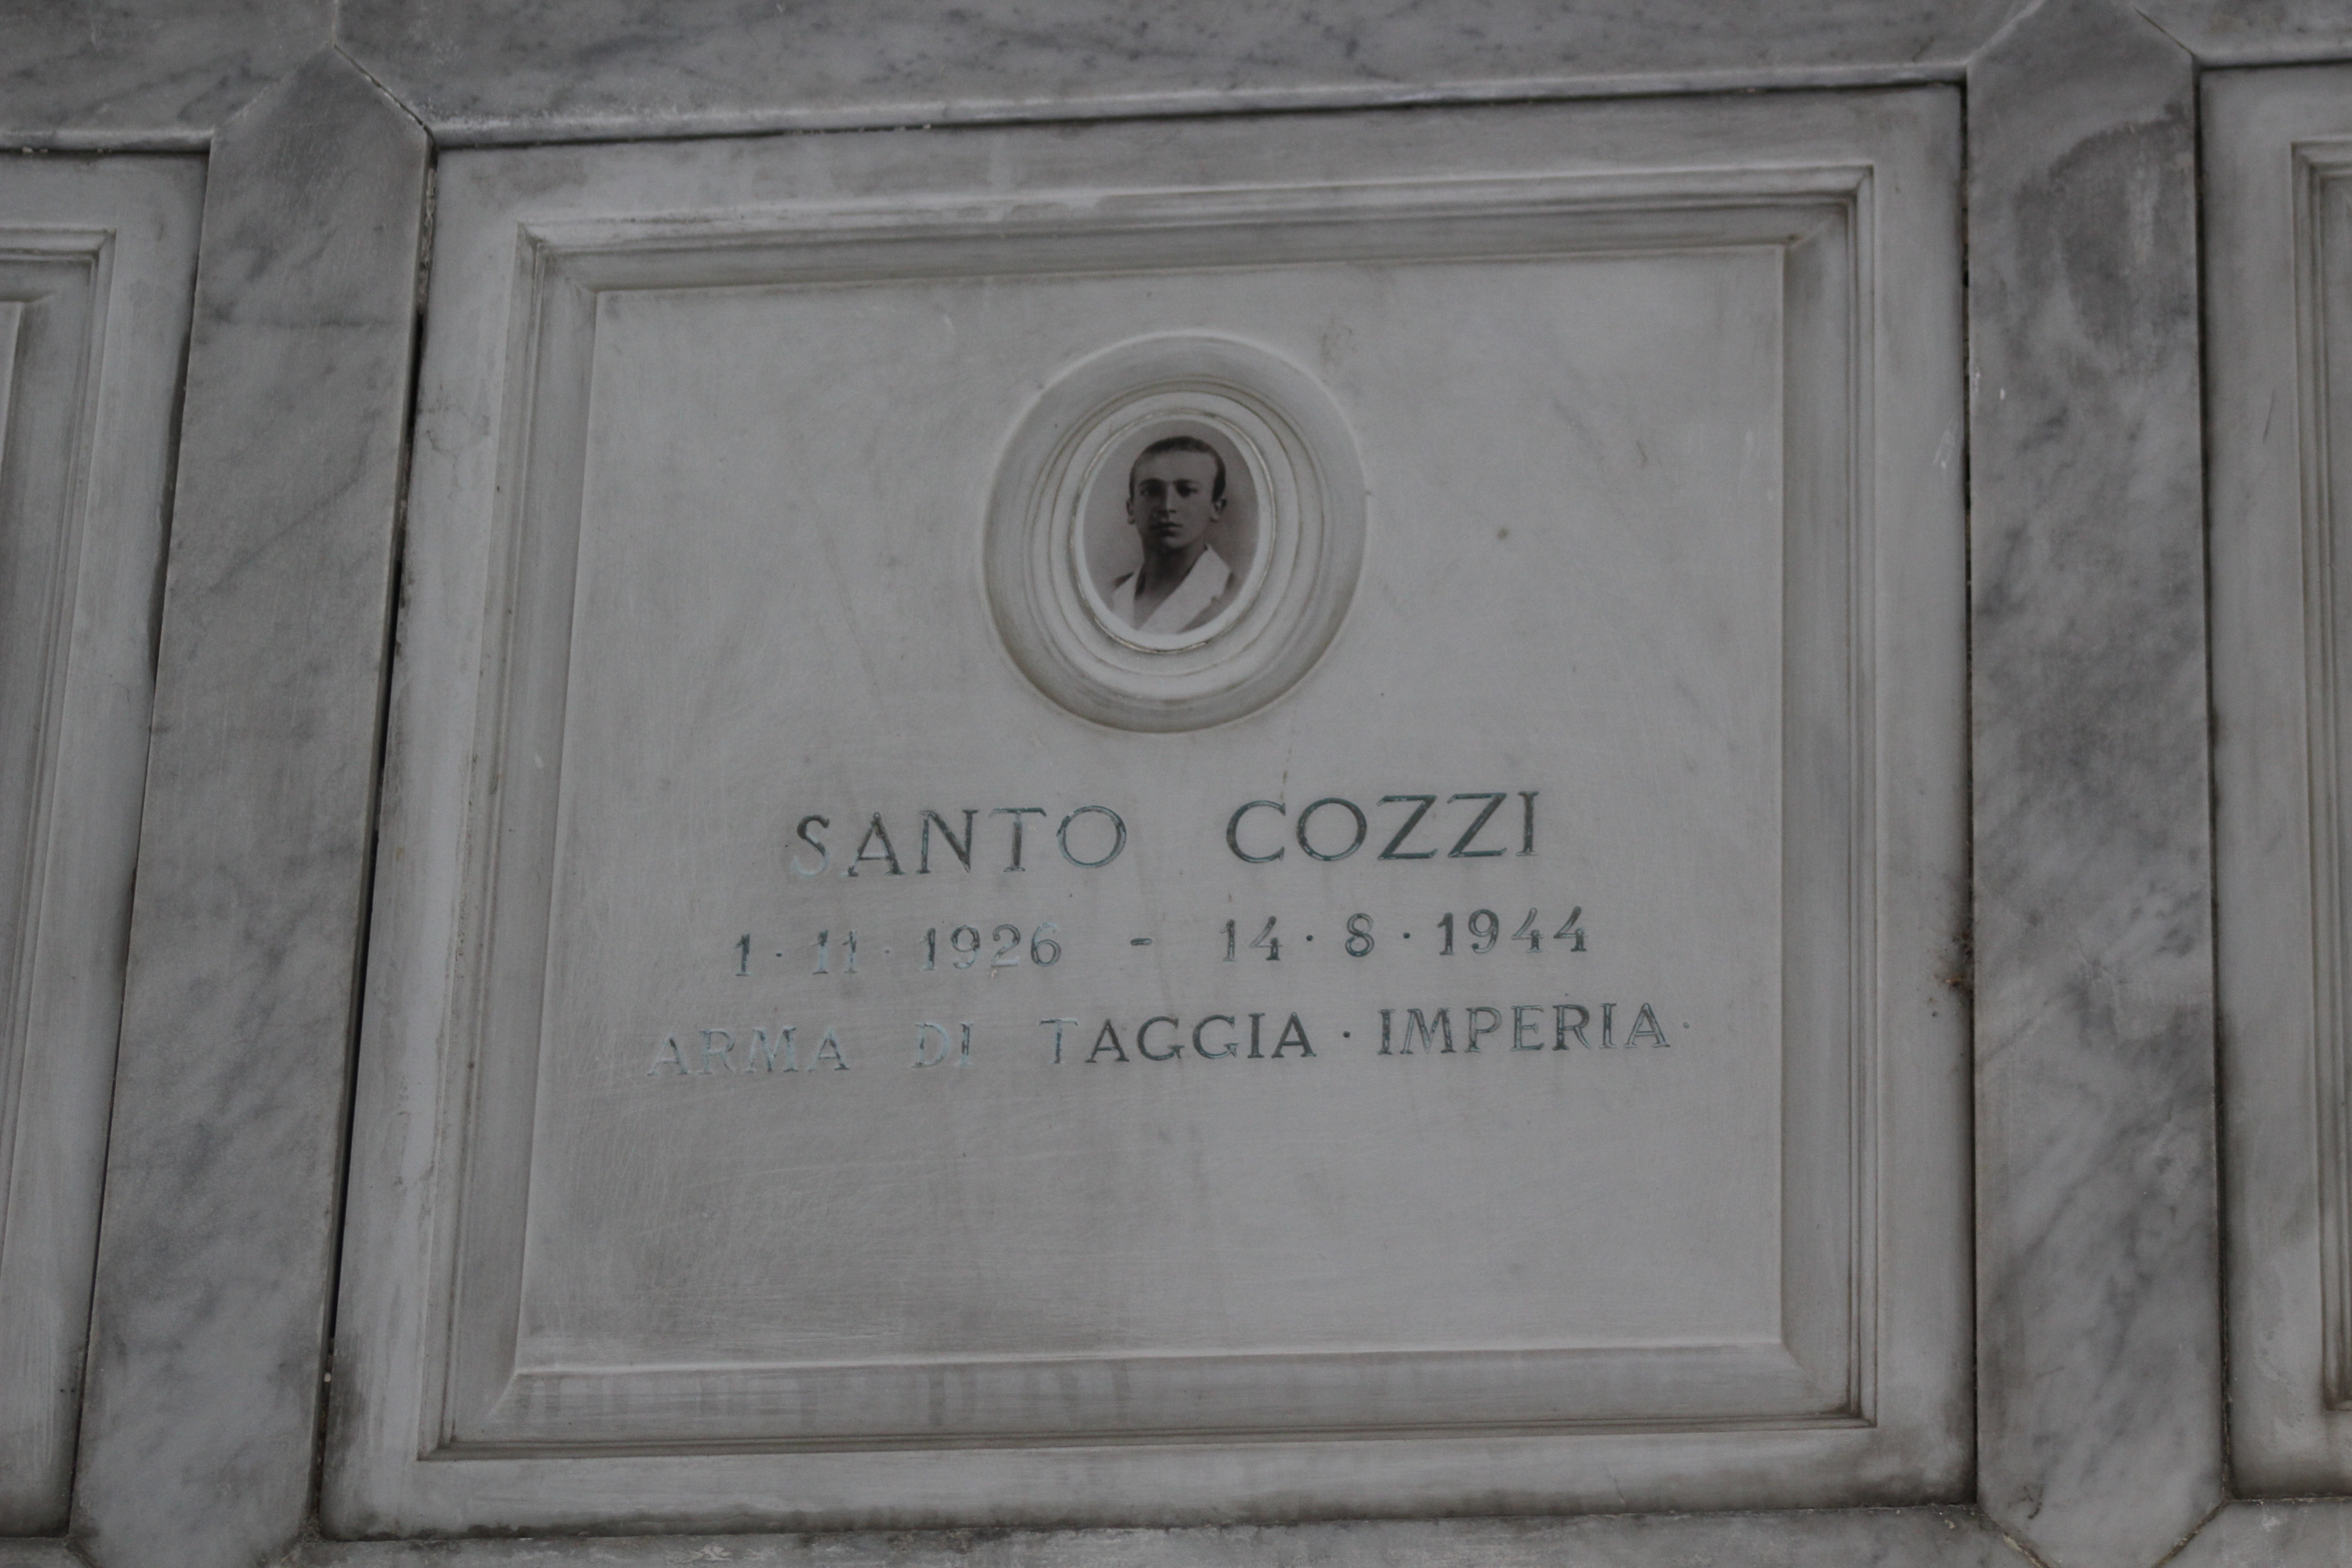 SANTO COZZI
1·11·1926 - 14·8·1944
ARMA DI TAGGIA·IMPERIA·